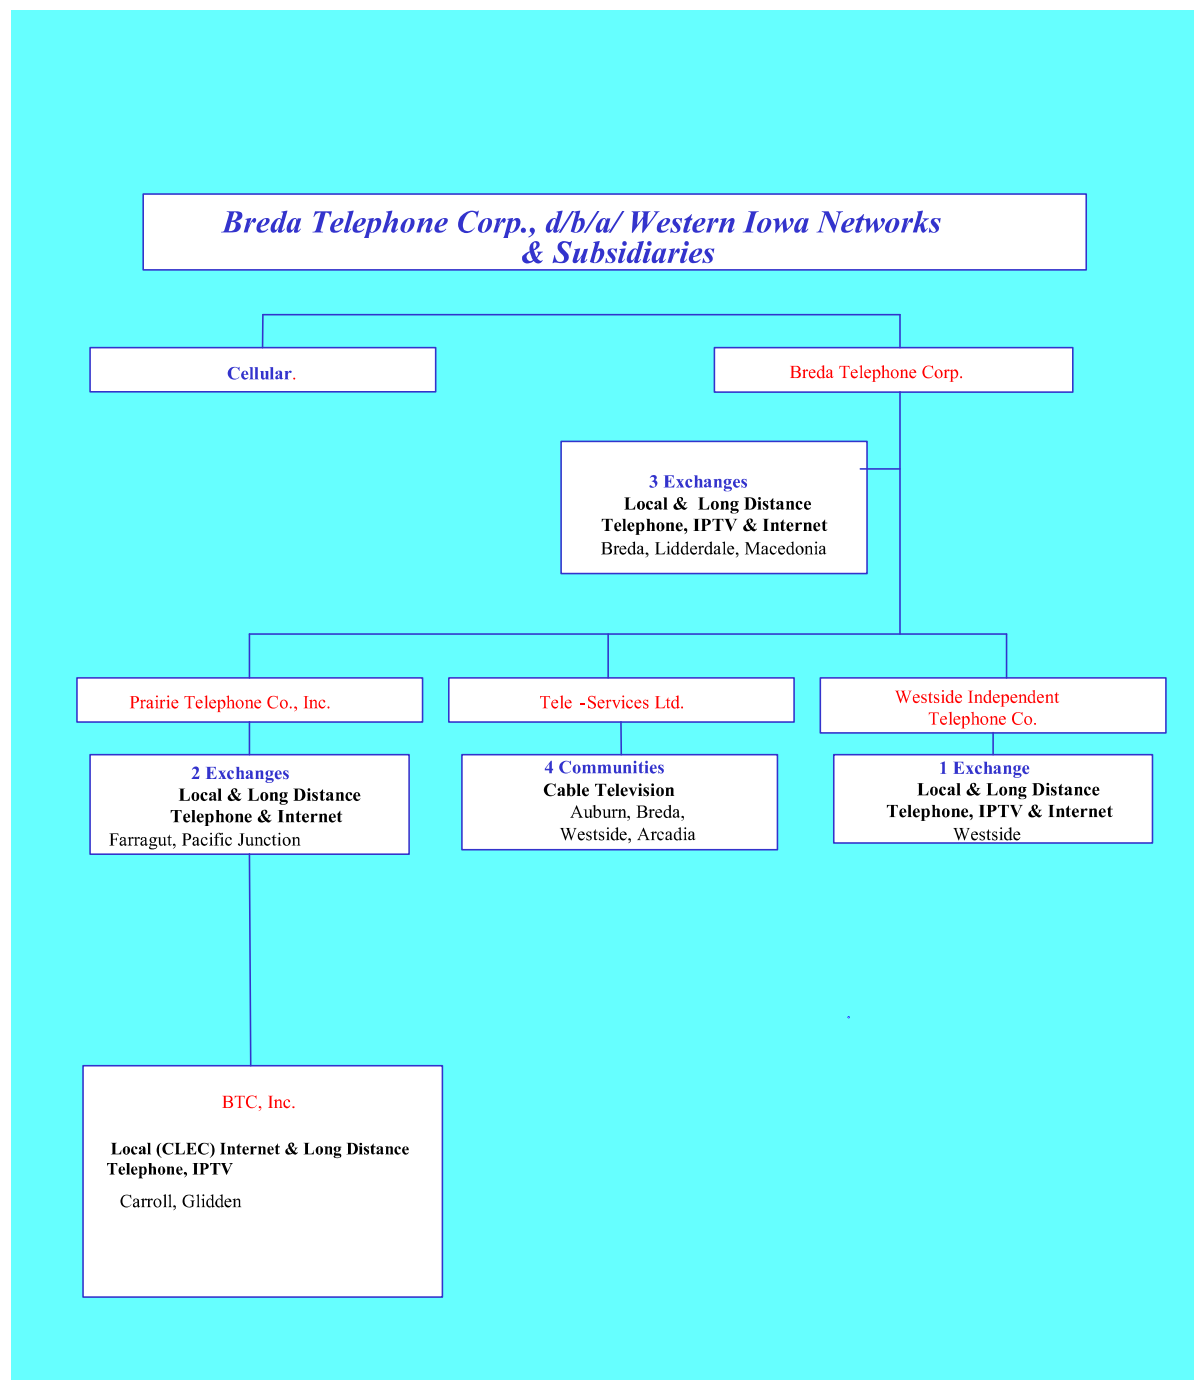 Breda Telephone Corp., d/b/a/ Western Iowa Networks
& Subsidiaries
Cellular.
Breda Telephone Corp.
3 Exchanges
Local & Long Distance
Telephone, IPTV & Internet
Breda, Lidderdale, Macedonia
Prairie Telephone Co., Inc.
2 Exchanges
Local & Long Distance
Telephone & Internet
Farragut, Pacific Junction
Tele -Services Ltd.
4 Communities
Cable Television
Auburn, Breda,
Westside, Arcadia
Westside Independent
Telephone Co.
1 Exchange
Local & Long Distance
Telephone, IPTV & Internet
Westside
BTC, Inc.
Local (CLEC) Internet & Long Distance
Telephone, IPTV
Carroll, Glidden